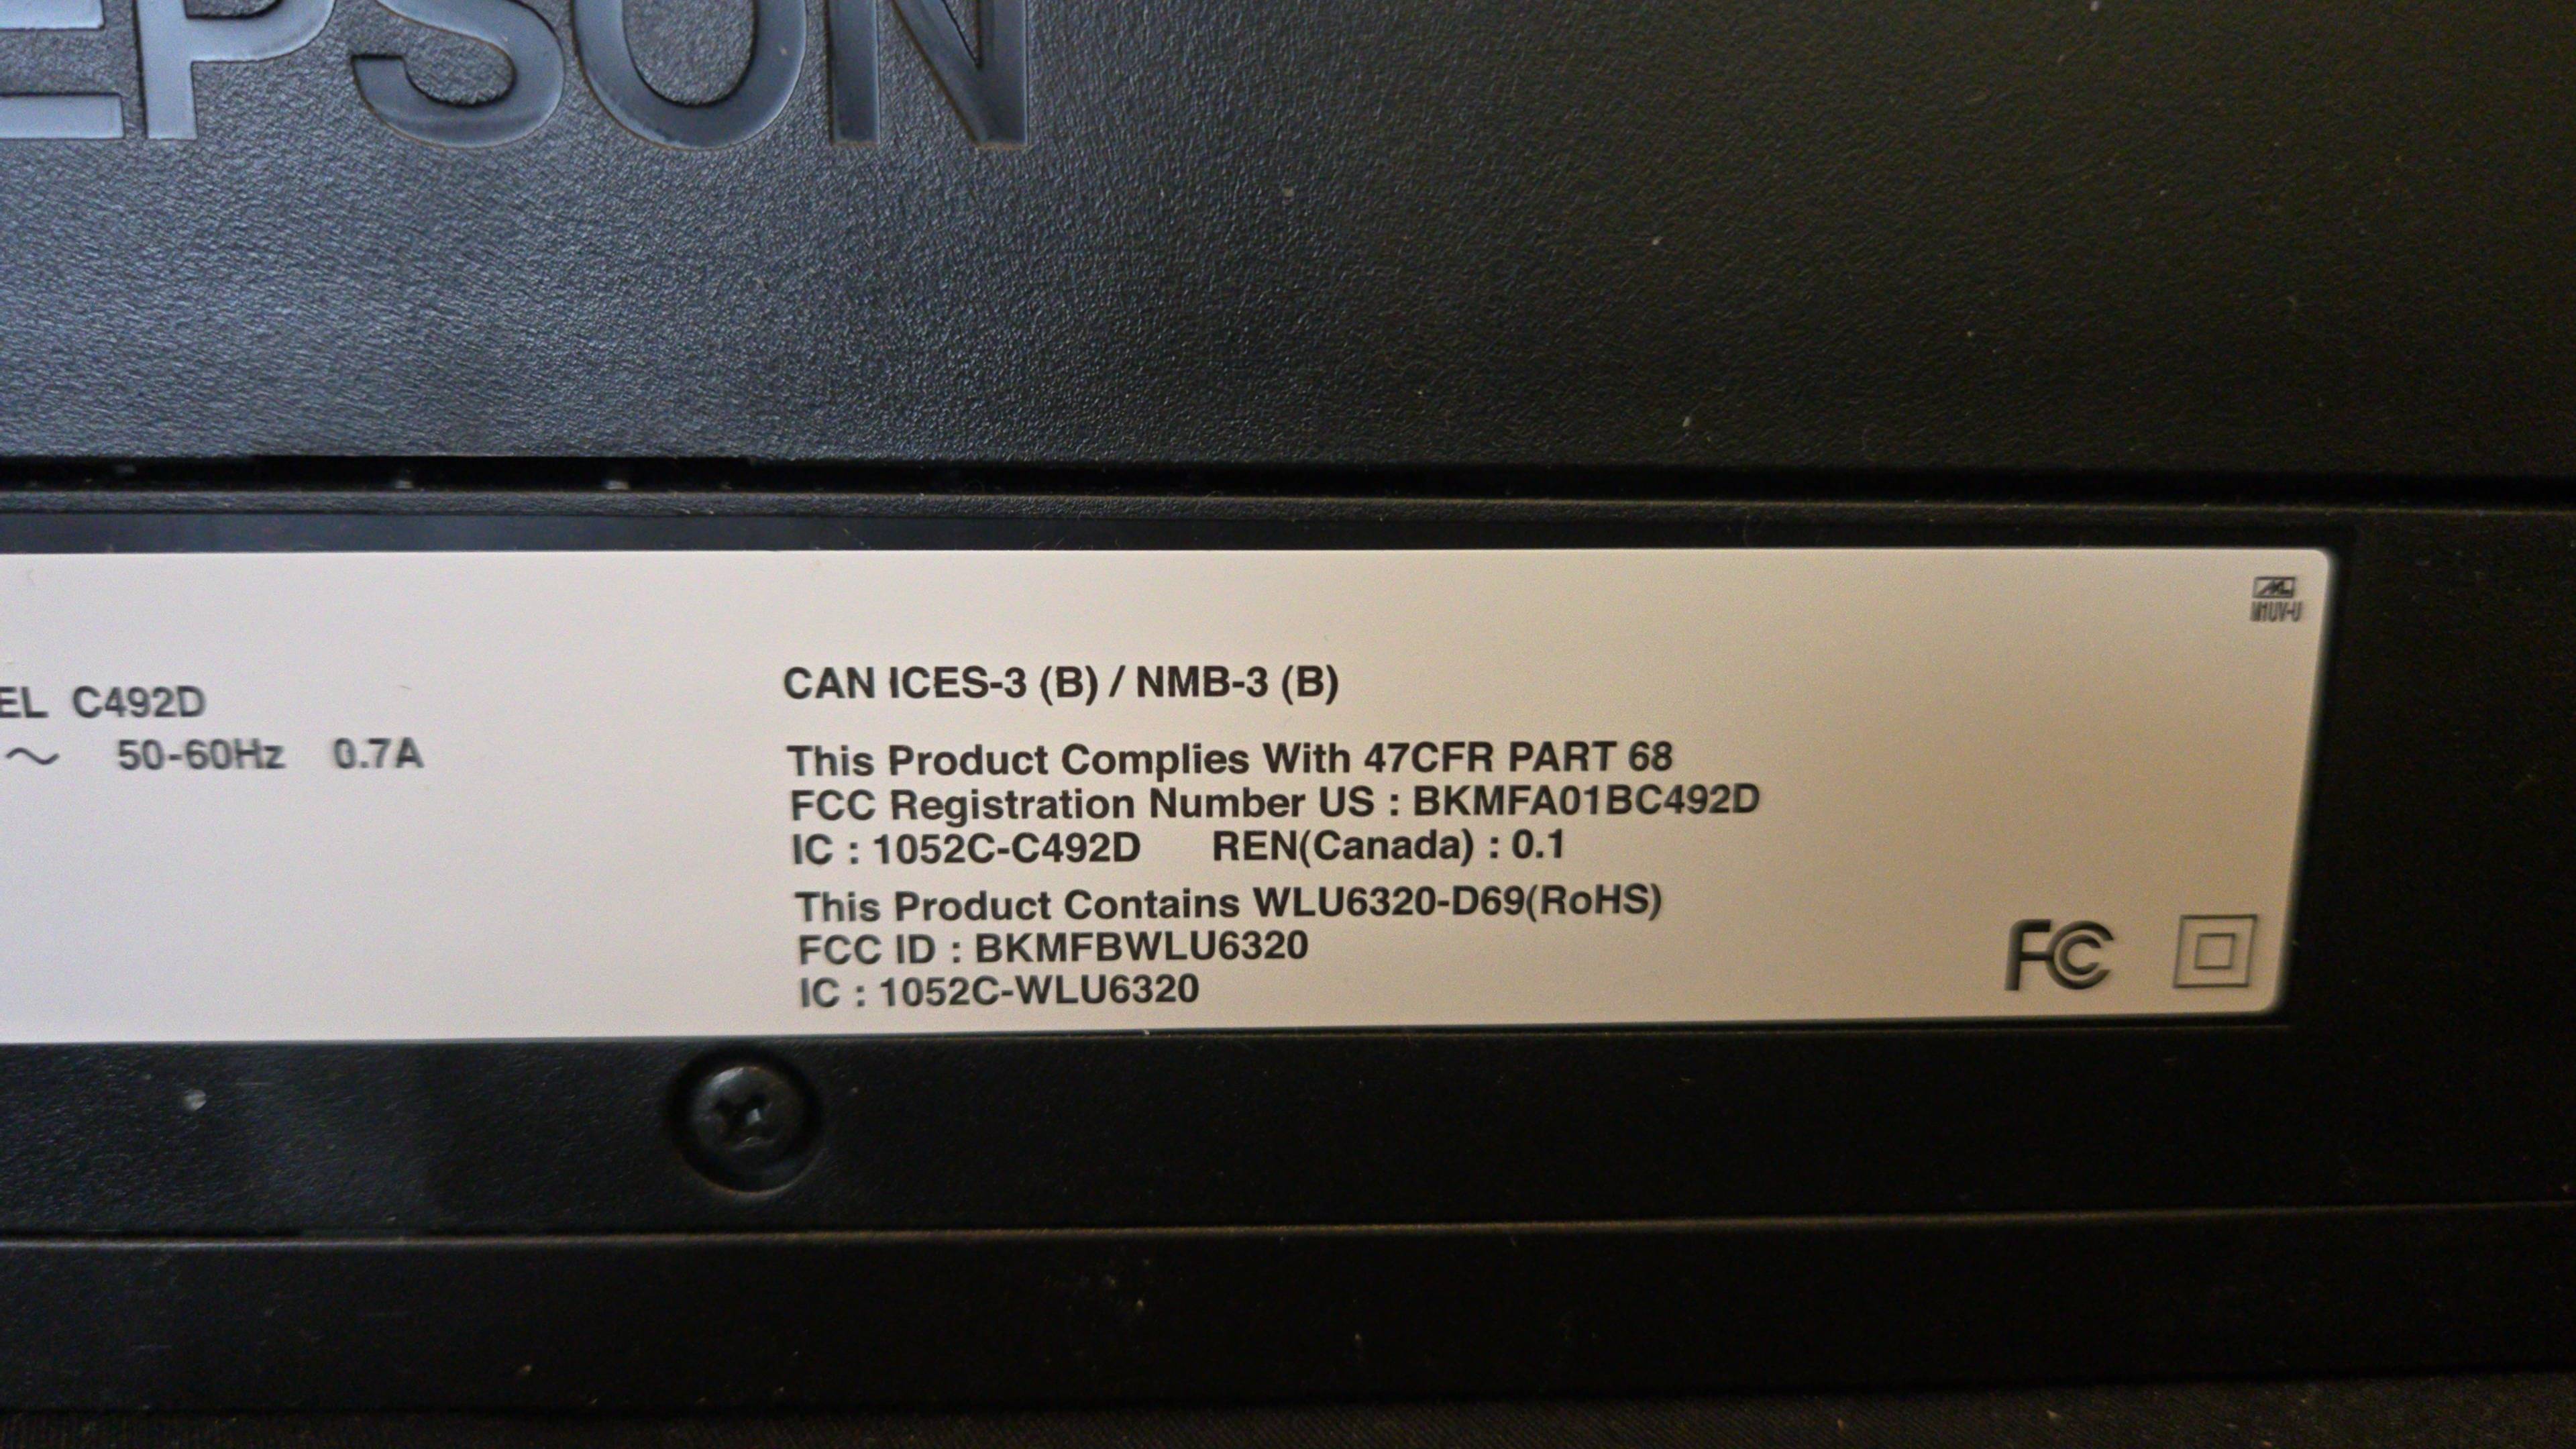 EPSON
EL C492D
~ 50-60Hz 0.7A
CAN ICES-3 (B) / NMB-3 (B)
This Product Complies With 47CFR PART 68
FCC Registration Number US : BKMFA01BC492D
IC : 1052C-C492D REN(Canada) : 0.1
This Product Contains WLU6320-D69(RoHS)
FCC ID : BKMFBWLU6320
IC : 1052C-WLU6320
FC
M1UV-U